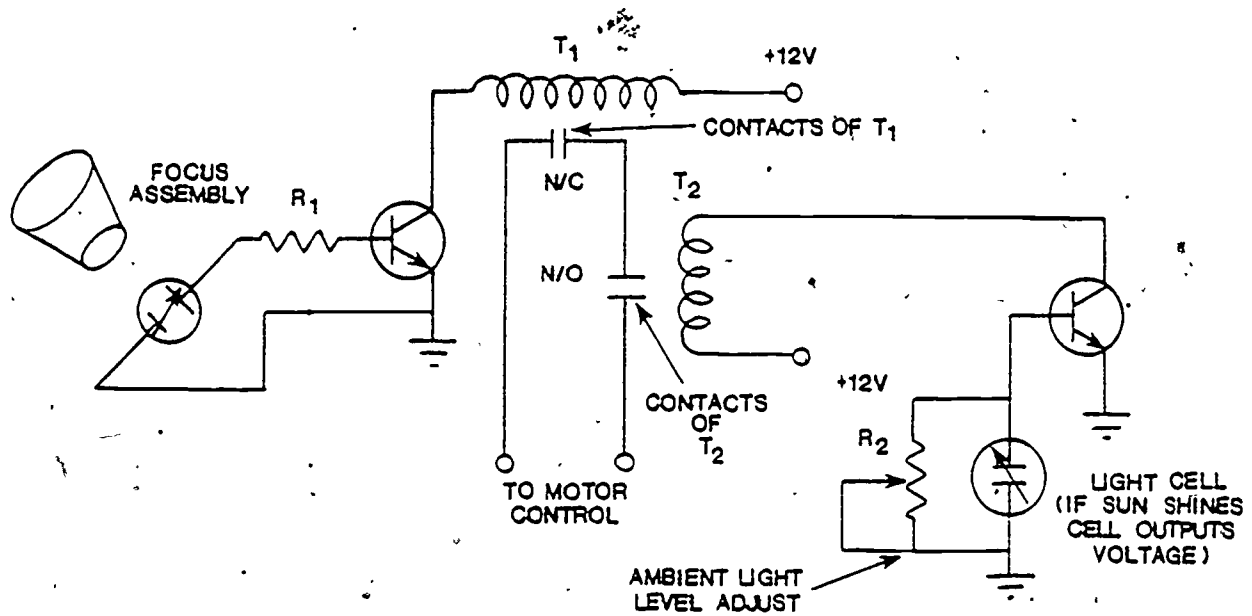 T1
+12V
CONTACTS OF T1
FOCUS
ASSEMBLY
R1
N/C
T2
N/O
CONTACTS
OF
T2
+12V
R2
TO MOTOR
CONTROL
LIGHT CELL
(IF SUN SHINES
CELL OUTPUTS
VOLTAGE)
AMBIENT LIGHT
LEVEL ADJUST